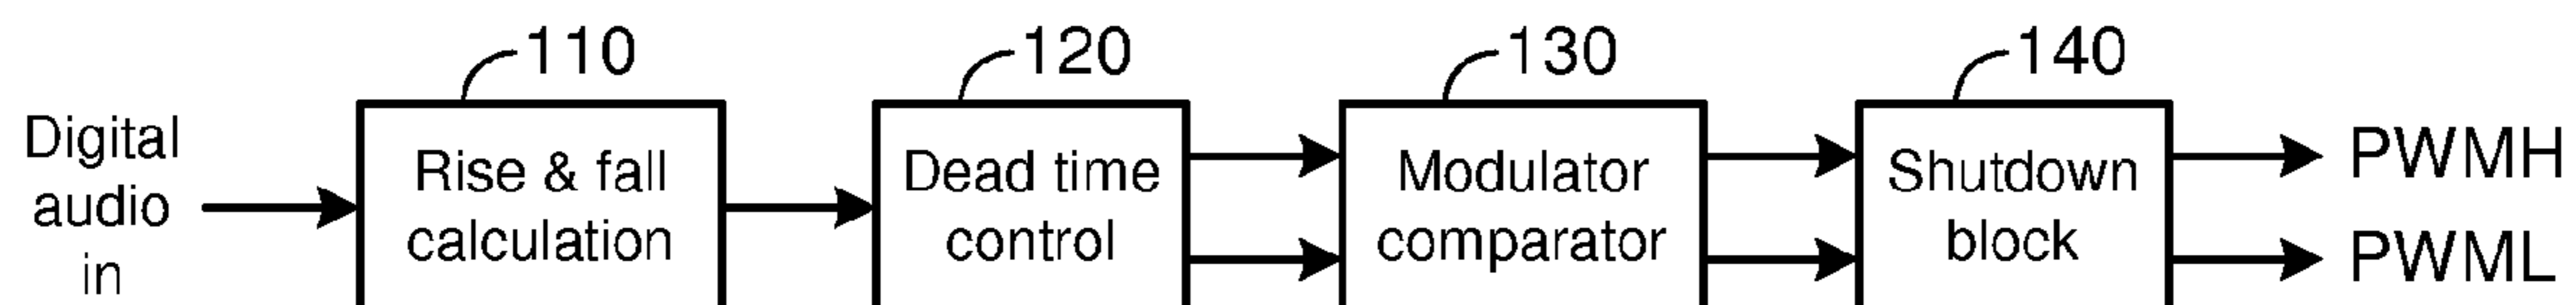 110
120
130
140
Digital
audio
in
Rise & fall
calculation
Dead time
control
Modulator
comparator
Shutdown
block
PWMH
PWML